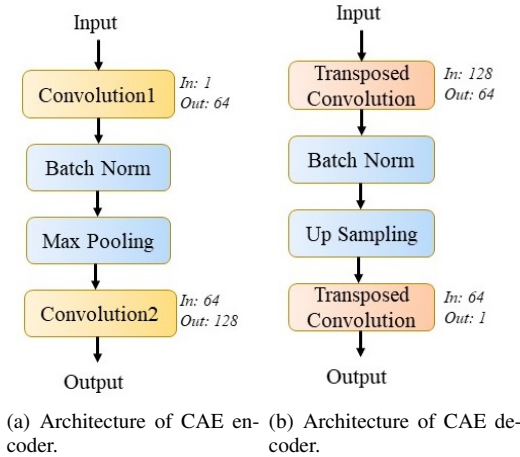 Input
Convolution1
In: 1
Out: 64
Batch Norm
Max Pooling
Convolution2
In: 64
Out: 128
Output
(a) Architecture of CAE en-
coder.
Input
Transposed
Convolution
In: 128
Out: 64
Batch Norm
Up Sampling
Transposed
Convolution
In: 64
Out: 1
Output
(b) Architecture of CAE de-
coder.